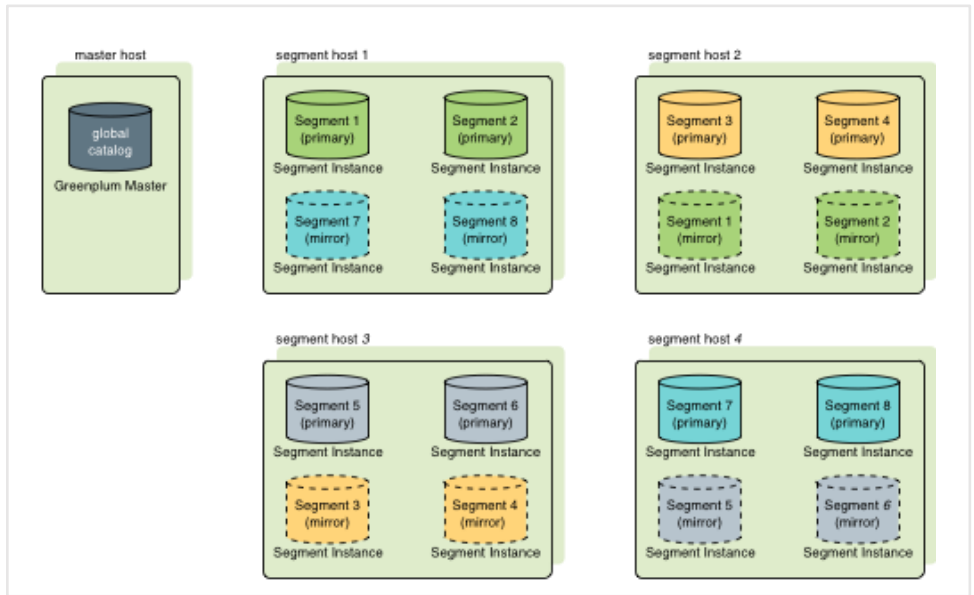 master host
global
catalog
Greenplum Master
segment host 1
Segment 1
(primary)
Segment Instance
Segment 2
(primary)
Segment Instance
Segment 7
(mirror)
Segment Instance
Segment 8
(mirror)
Segment Instance
segment host 2
Segment 3
(primary)
Segment Instance
Segment 4
(primary)
Segment Instance
Segment 1
(mirror)
Segment Instance
Segment 2
(mirror)
Segment Instance
segment host 3
Segment 5
(primary)
Segment Instance
Segment 6
(primary)
Segment Instance
Segment 3
(mirror)
Segment Instance
Segment 4
(mirror)
Segment Instance
segment host 4
Segment 7
(primary)
Segment Instance
Segment 8
(primary)
Segment Instance
Segment 5
(mirror)
Segment Instance
Segment 6
(mirror)
Segment Instance